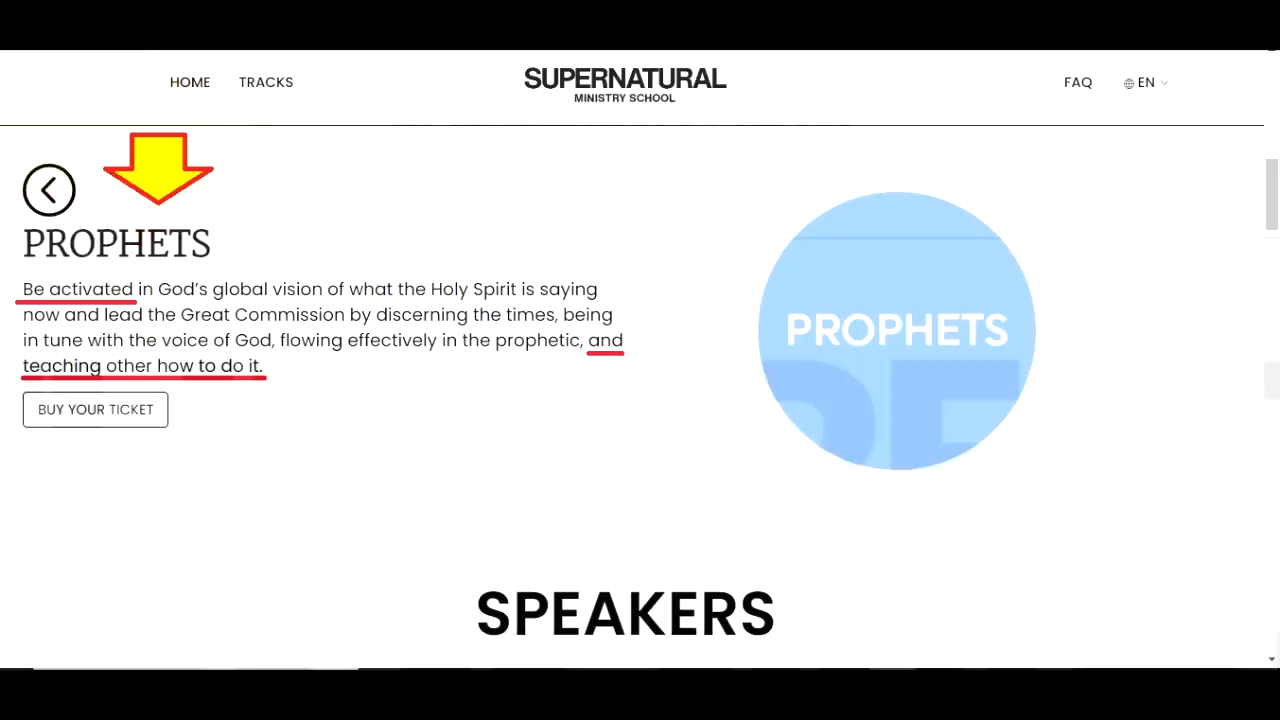 HOME TRACKS SUPERNATURAL FAQ EN
MINISTRY SCHOOL
PROPHETS
Be activated in God's global vision of what the Holy Spirit is saying
now and lead the Great Commission by discerning the times, being
in tune with the voice of God, flowing effectively in the prophetic, and
teaching other how to do it.
BUY YOUR TICKET
PROPHETS
SPEAKERS